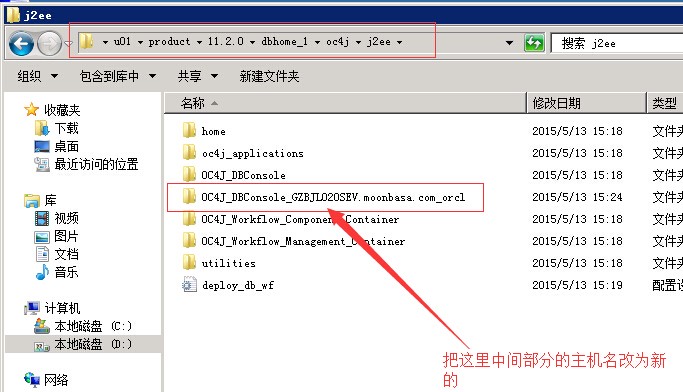 j2ee
u01 product 11.2.0 dbhome_1 oc4j j2ee
搜索 j2ee
组织 包含到库中 共享 新建文件夹
收藏夹
下载
桌面
最近访问的位置
库
视频
图片
文档
音乐
计算机
本地磁盘 (C:)
本地磁盘 (D:)
网络
名称 修改日期 类型
home 2015/5/13 15:18 文件夹
oc4j_applications 2015/5/13 15:18 文件夹
OC4J_DBConsole 2015/5/13 15:18 文件夹
OC4J_DBConsole_GZBJL020SEV.moonbasa.com_orcl 2015/5/13 15:24 文件夹
OC4J_Workflow_Component_Container 2015/5/13 15:18 文件夹
OC4J_Workflow_Management_Container 2015/5/13 15:18 文件夹
utilities 2015/5/13 15:18 文件夹
deploy_db_wf 2015/5/13 15:19 配置设
把这里中间部分的主机名改为新
的